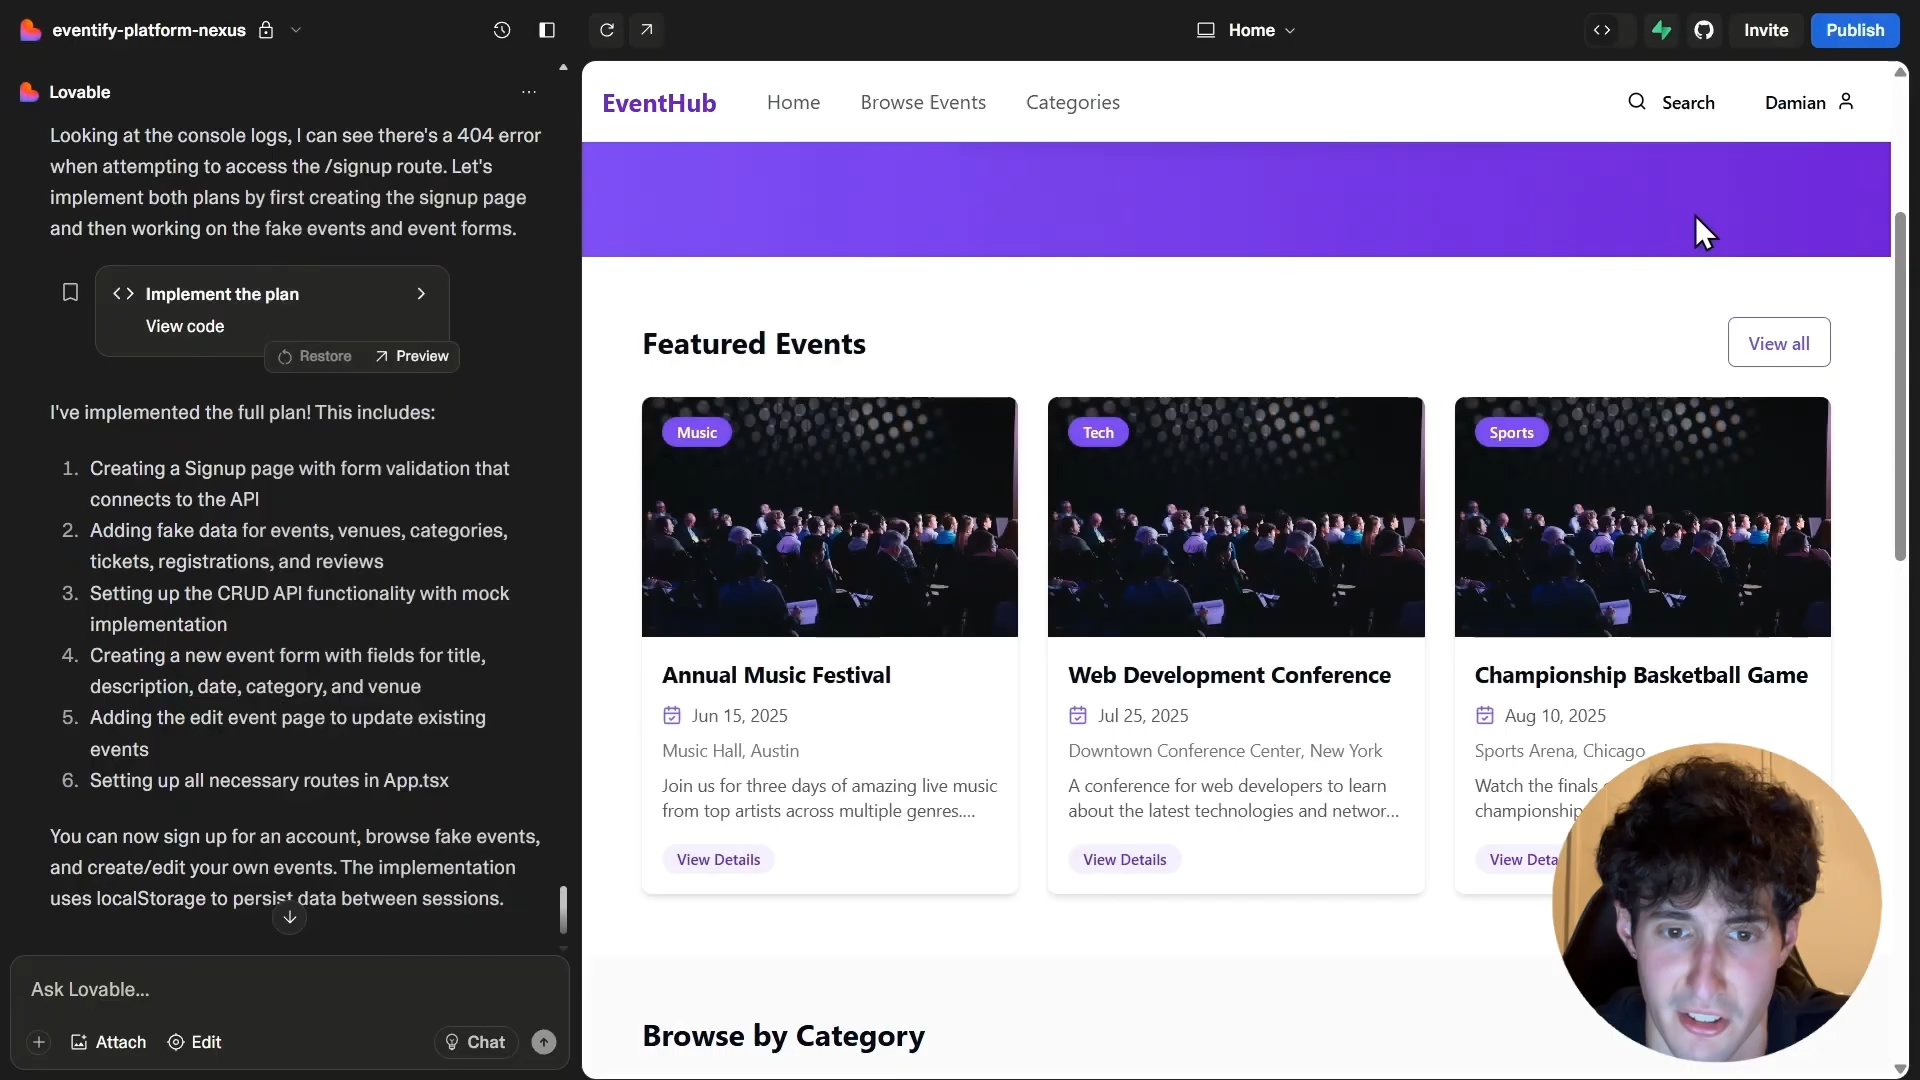 eventify-platform-nexus
Home
Invite
Publish
Lovable
Looking at the console logs, I can see there's a 404 error
when attempting to access the /signup route. Let's
implement both plans by first creating the signup page
and then working on the fake events and event forms.
Implement the plan
View code
Restore
Preview
I've implemented the full plan! This includes:
1. Creating a Signup page with form validation that
connects to the API
2. Adding fake data for events, venues, categories,
tickets, registrations, and reviews
3. Setting up the CRUD API functionality with mock
implementation
4. Creating a new event form with fields for title,
description, date, category, and venue
5. Adding the edit event page to update existing
events
6. Setting up all necessary routes in App.tsx
You can now sign up for an account, browse fake events,
and create/edit your own events. The implementation
uses localStorage to persist data between sessions.
Ask Lovable...
Attach
Edit
Chat
EventHub
Home
Browse Events
Categories
Search
Damian
Featured Events
View all
Music
Annual Music Festival
Jun 15, 2025
Music Hall, Austin
Join us for three days of amazing live music
from top artists across multiple genres....
View Details
Tech
Web Development Conference
Jul 25, 2025
Downtown Conference Center, New York
A conference for web developers to learn
about the latest technologies and networ...
View Details
Sports
Championship Basketball Game
Aug 10, 2025
Sports Arena, Chicago
Watch the finals
championship
View Deta
Browse by Category